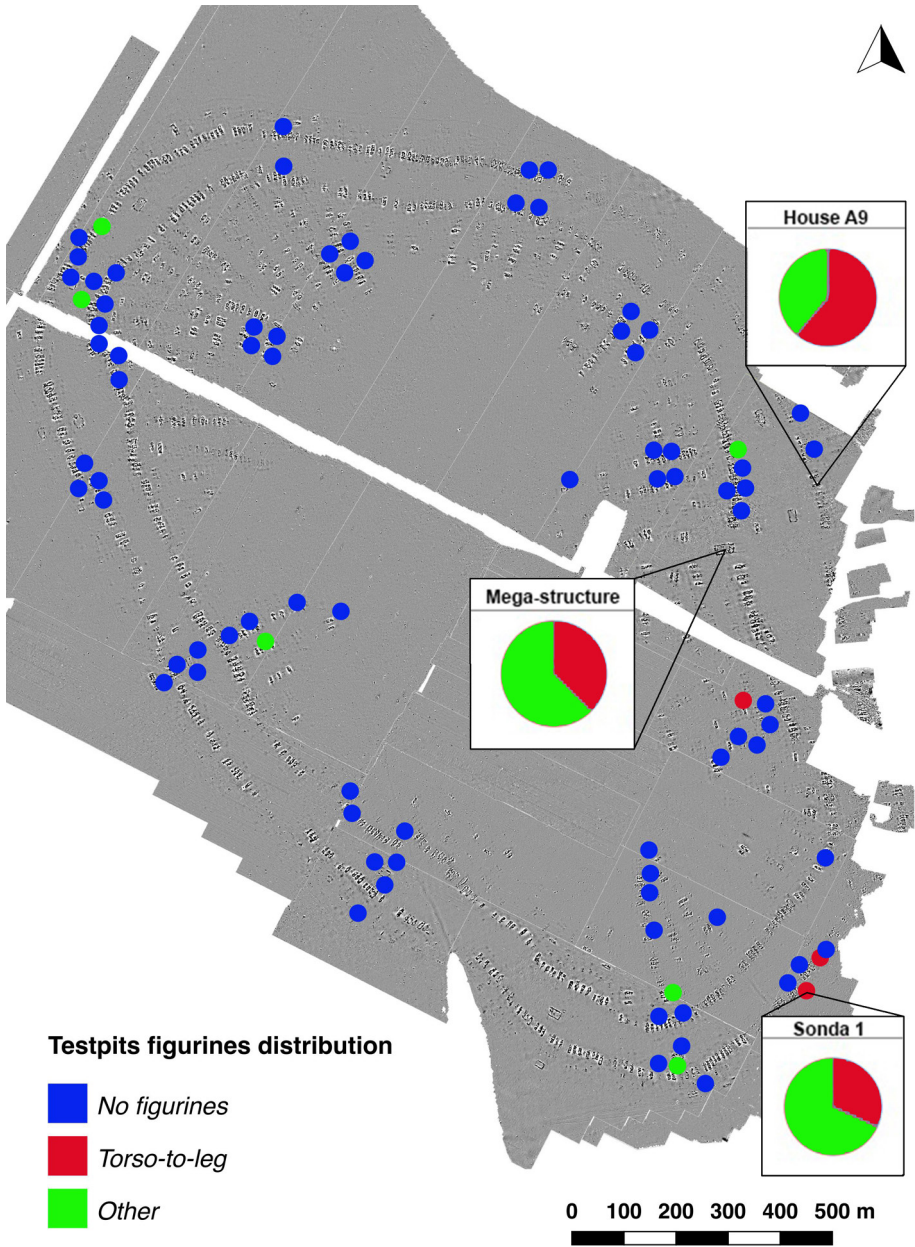 House A9
Mega-structure
Sonda 1
Testpits figurines distribution
No figurines
Torso-to-leg
Other
0 100 200 300 400 500 m